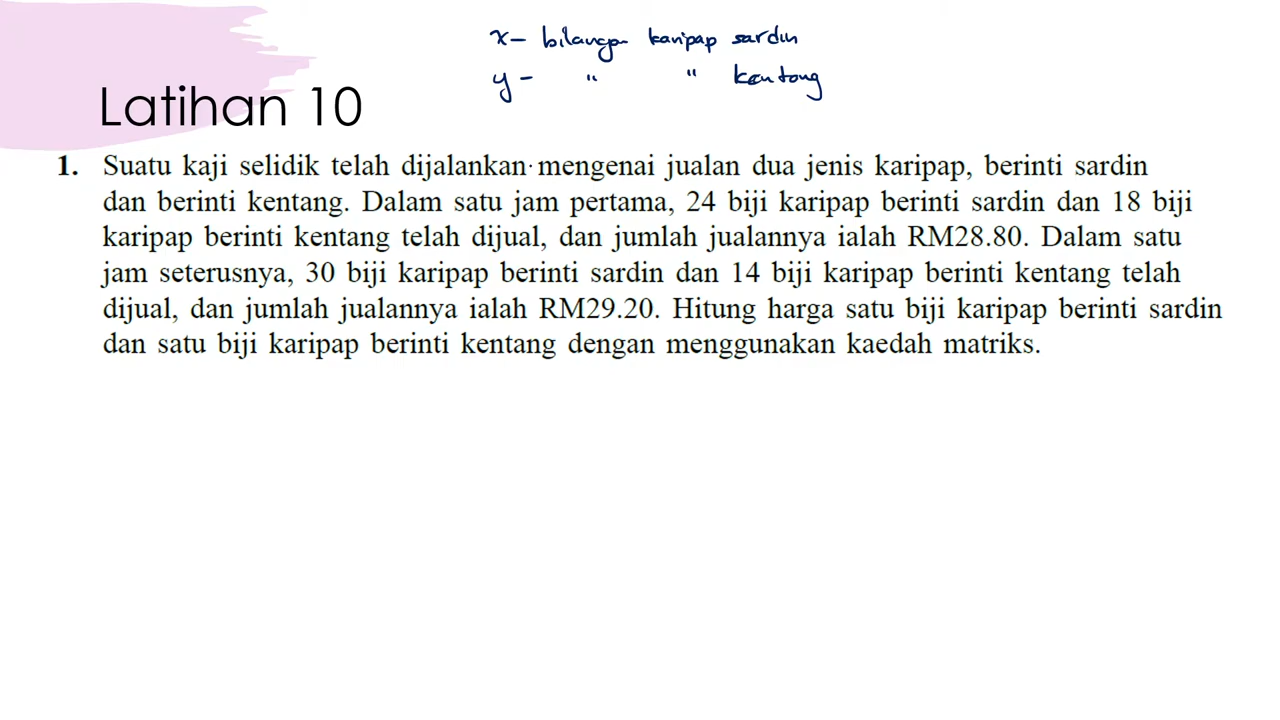 x- bilangan karipap sardin
y- " " kentang
Latihan 10
1. Suatu kaji selidik telah dijalankan mengenai jualan dua jenis karipap, berinti sardin
dan berinti kentang. Dalam satu jam pertama, 24 biji karipap berinti sardin dan 18 biji
karipap berinti kentang telah dijual, dan jumlah jualannya ialah RM28.80. Dalam satu
jam seterusnya, 30 biji karipap berinti sardin dan 14 biji karipap berinti kentang telah
dijual, dan jumlah jualannya ialah RM29.20. Hitung harga satu biji karipap berinti sardin
dan satu biji karipap berinti kentang dengan menggunakan kaedah matriks.